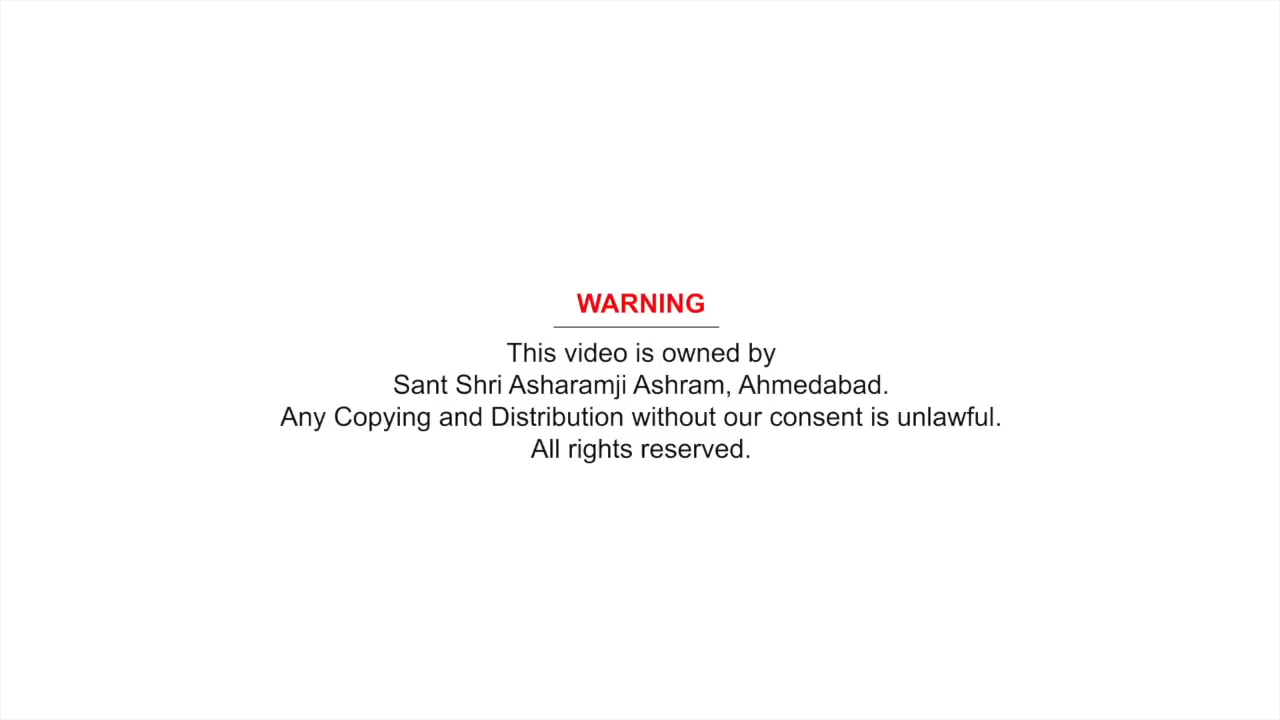 WARNING
This video is owned by
Sant Shri Asharamji Ashram, Ahmedabad.
Any Copying and Distribution without our consent is unlawful.
All rights reserved.